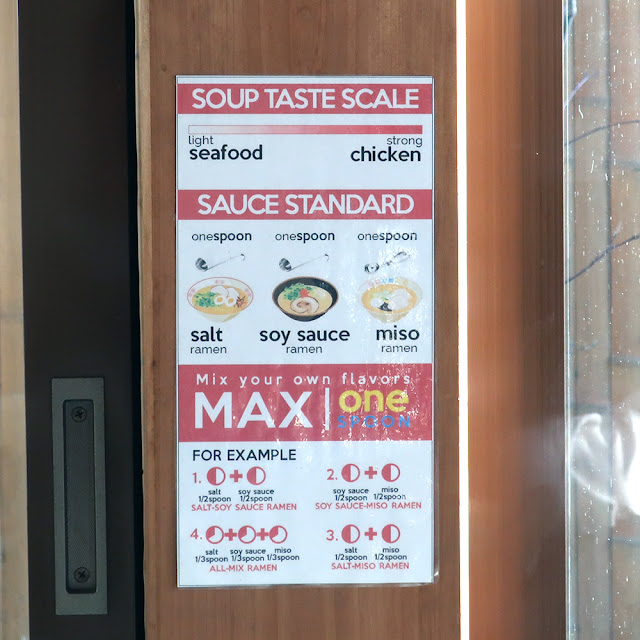 SOUP TASTE SCALE
light strong
seafood chicken
SAUCE STANDARD
onespoon onespoon onespoon
salt soy sauce miso
ramen ramen ramen
Mix your own flavors
MAX | one
SPOON
FOR EXAMPLE
1. + 2. +
salt soy sauce soy sauce miso
1/2spoon 1/2spoon 1/2spoon 1/2spoon
SALT-SOY SAUCE RAMEN SOY SAUCE-MISO RAMEN
4. + + 3. +
salt soy sauce miso salt miso
1/3spoon 1/3spoon 1/3spoon 1/2spoon 1/2spoon
ALL-MIX RAMEN SALT-MISO RAMEN